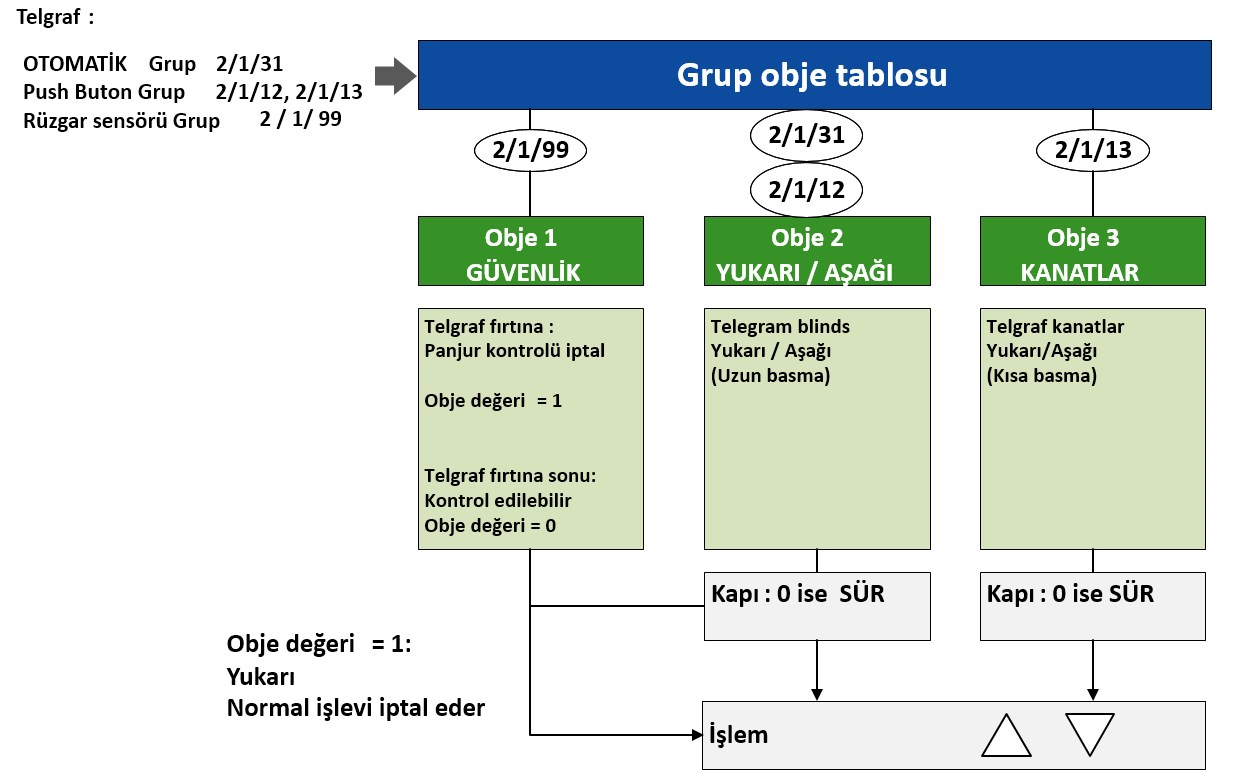 Telgraf :
OTOMATİK Grup 2/1/31
Push Buton Grup 2/1/12, 2/1/13
Rüzgar sensörü Grup 2 / 1/ 99
Grup obje tablosu
2/1/99
2/1/31
2/1/12
2/1/13
Obje 1
GÜVENLİK
Obje 2
YUKARI / AŞAĞI
Obje 3
KANATLAR
Telgraf fırtına :
Panjur kontrolü iptal
Obje değeri = 1
Telgraf fırtına sonu:
Kontrol edilebilir
Obje değeri = 0
Telegram blinds
Yukarı / Aşağı
(Uzun basma)
Telgraf kanatlar
Yukarı/Aşağı
(Kısa basma)
Kapı : 0 ise SÜR
Kapı : 0 ise SÜR
Obje değeri = 1:
Yukarı
Normal işlevi iptal eder
İşlem